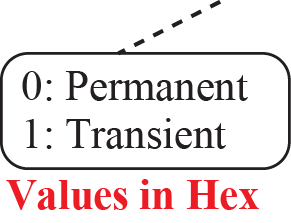 0: Permanent
1: Transient
Values in Hex